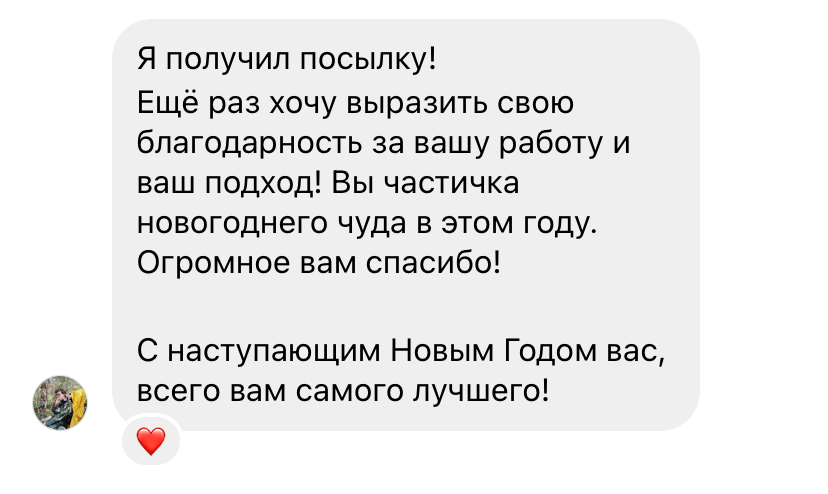 Я получил посылку!
Ещё раз хочу выразить свою
благодарность за вашу работу и
ваш подход! Вы частичка
новогоднего чуда в этом году.
Огромное вам спасибо!
С наступающим Новым Годом вас,
всего вам самого лучшего!